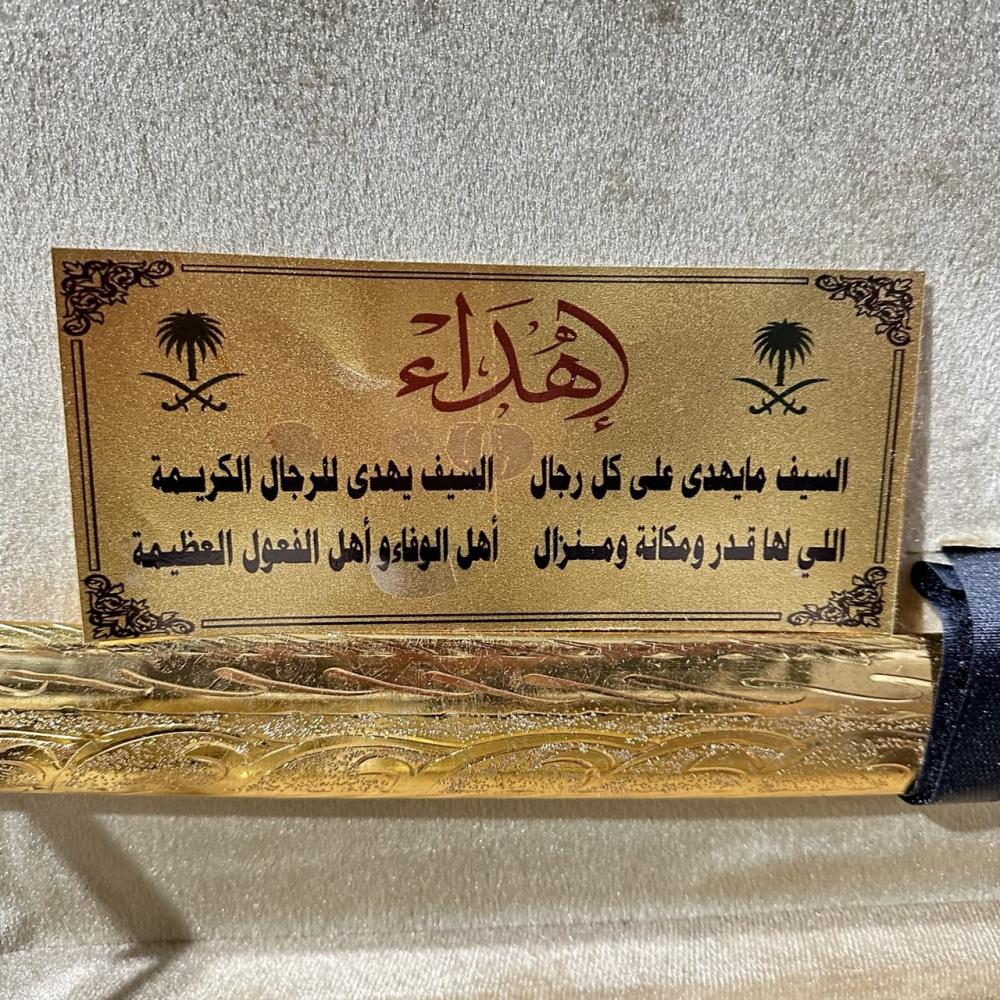 إهداء
السيف مايهدى على كل رجال السيف يهدى للرجال الكريمة
اللي لها قدر ومكانة ومنزال أهل الوفاء و أهل الفعول العظيمة